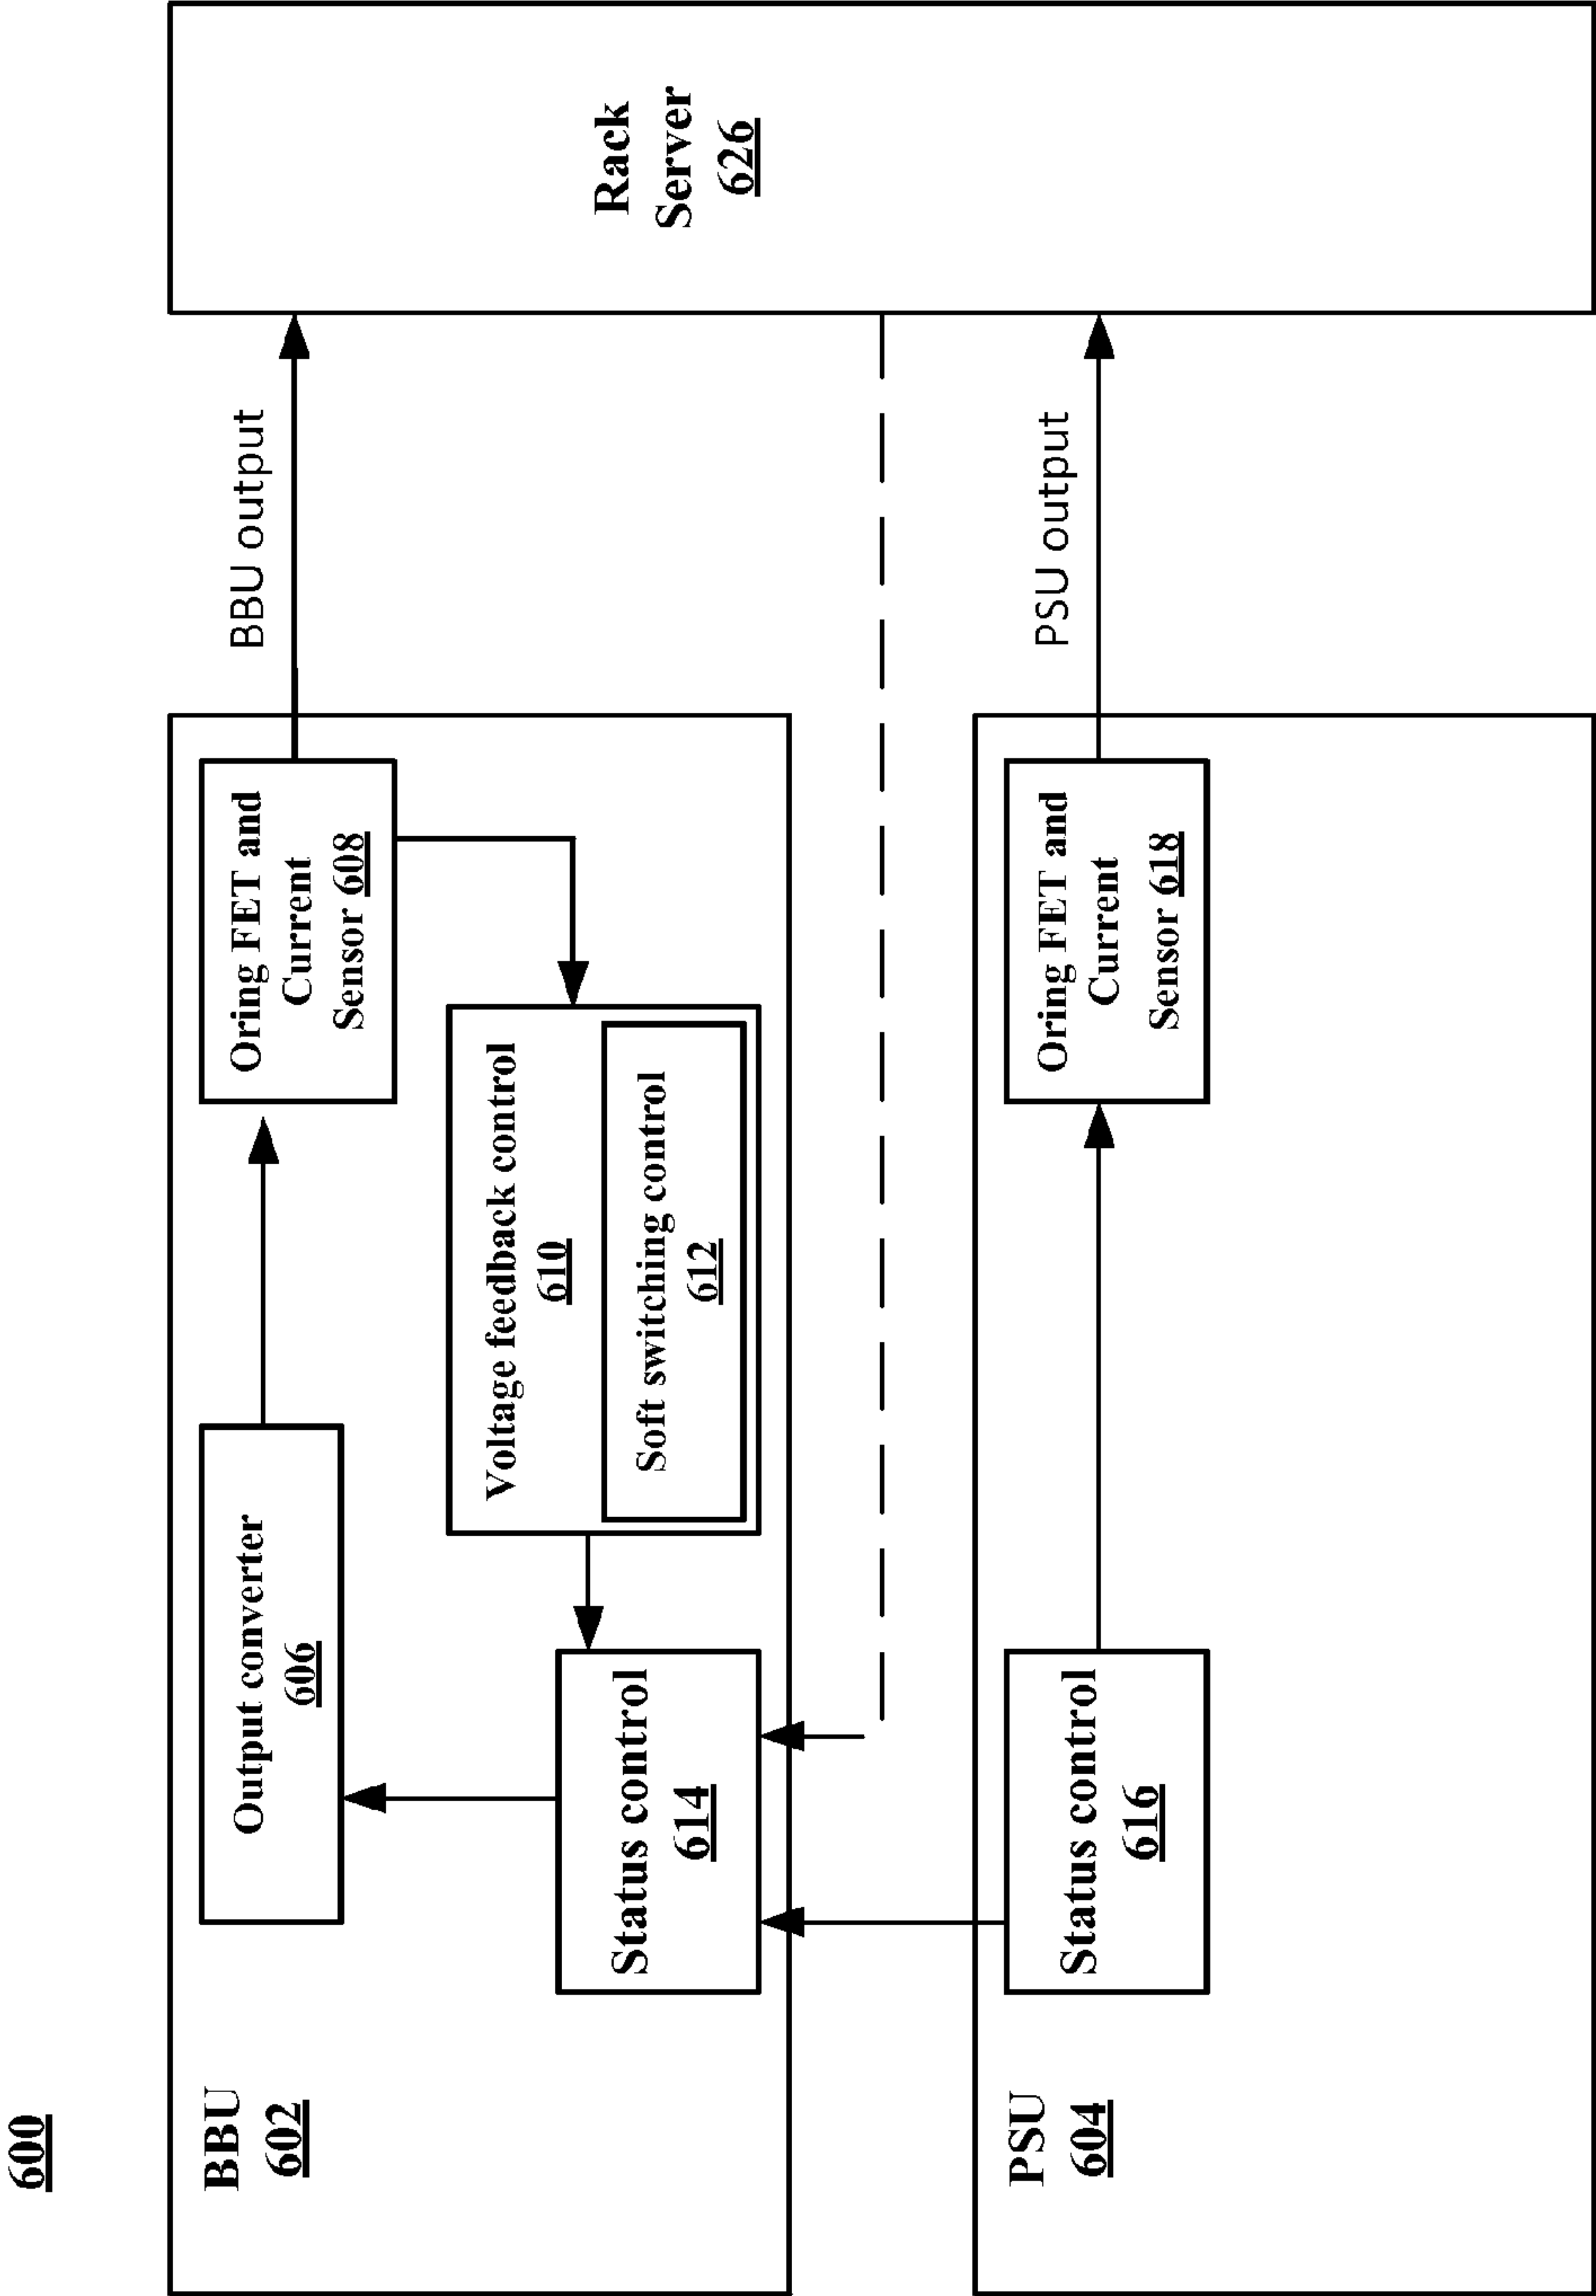 600
BBU
602
Output converter
606
Oring FET and
Current
Sensor 608
BBU output
Voltage feedback control
610
Soft switching control
612
Status control
614
Rack
Server
626
PSU
604
Status control
616
Oring FET and
Current
Sensor 618
PSU output